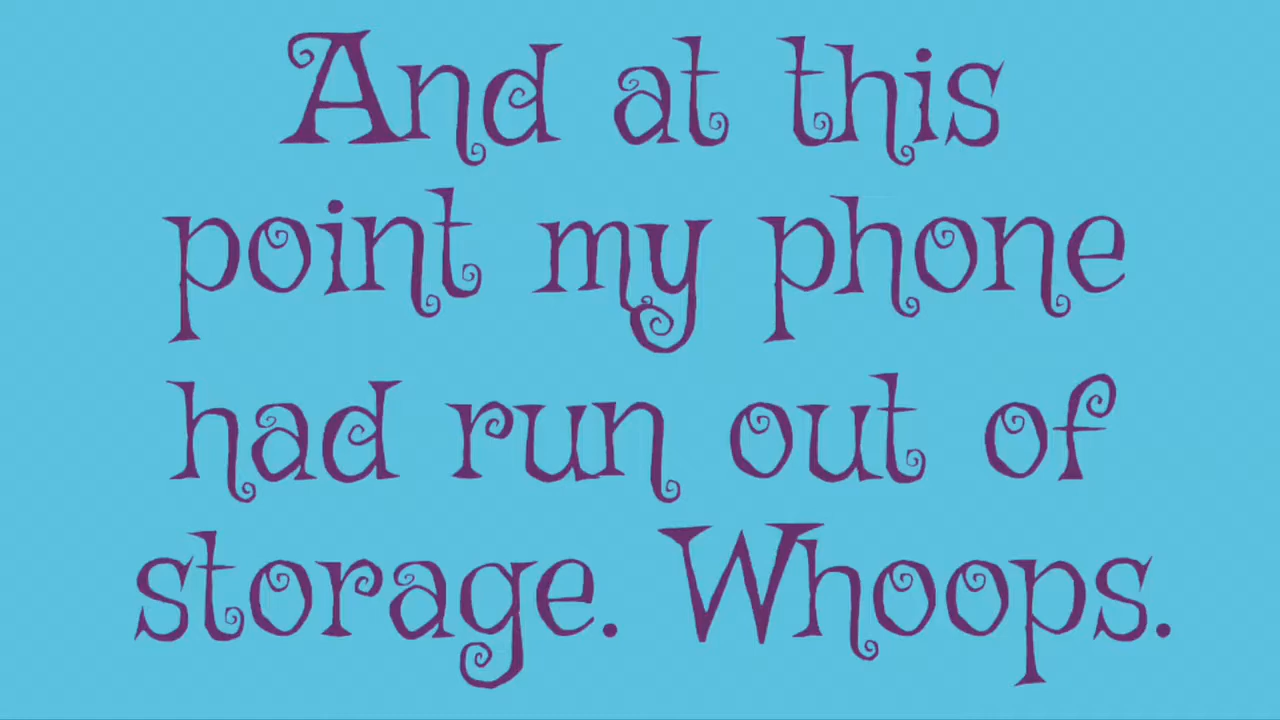 And at this
point my phone
had run out of
storage. Whoops.